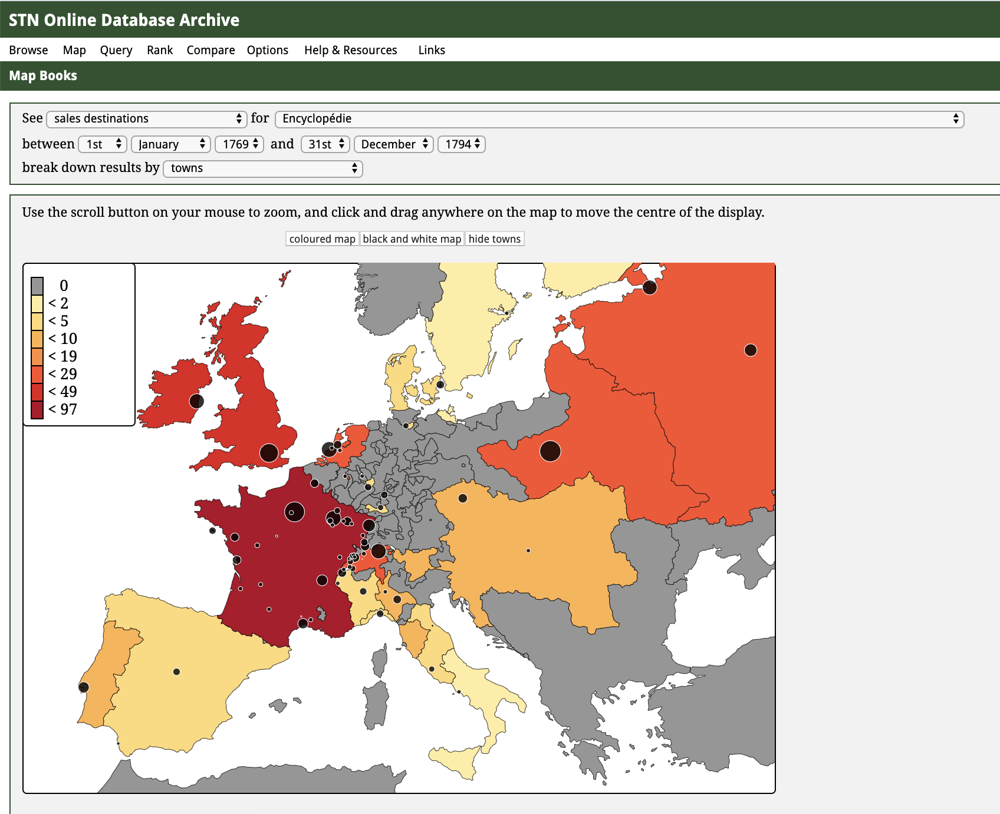 STN Online Database Archive
Browse Map Query Rank Compare Options Help & Resources Links
Map Books
See sales destinations for Encyclopédie
between 1st January 1769 and 31st December 1794
break down results by towns
Use the scroll button on your mouse to zoom, and click and drag anywhere on the map to move the centre of the display.
coloured map black and white map hide towns
0
< 2
< 5
< 10
< 19
< 29
< 49
< 97